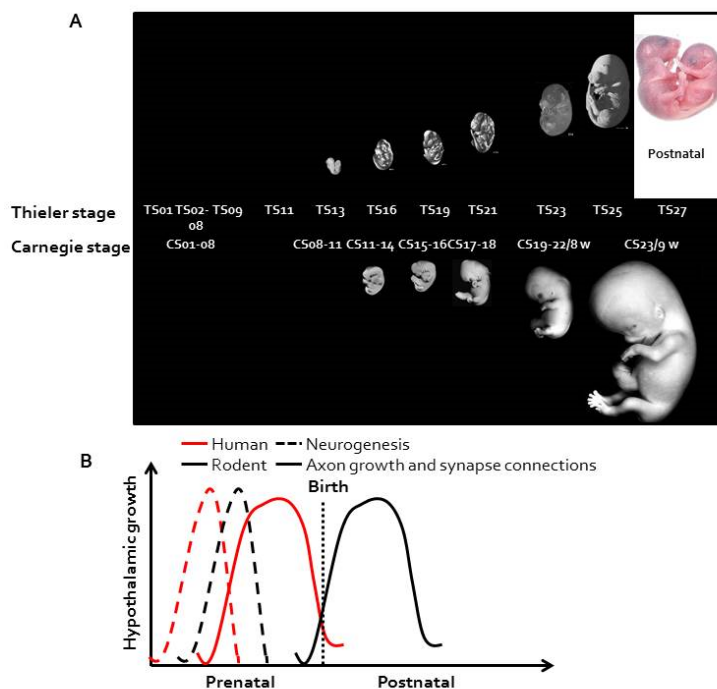 A
Postnatal
Thieler stage TS01 TS02-08 TS09 TS11 TS13 TS16 TS19 TS21 TS23 TS25 TS27
Carnegie stage CS01-08 CS08-11 CS11-14 CS15-16 CS17-18 CS19-22/8 w CS23/9 w
B
Human Neurogenesis
Rodent Axon growth and synapse connections
Birth
Hypothalamic growth
Prenatal Postnatal